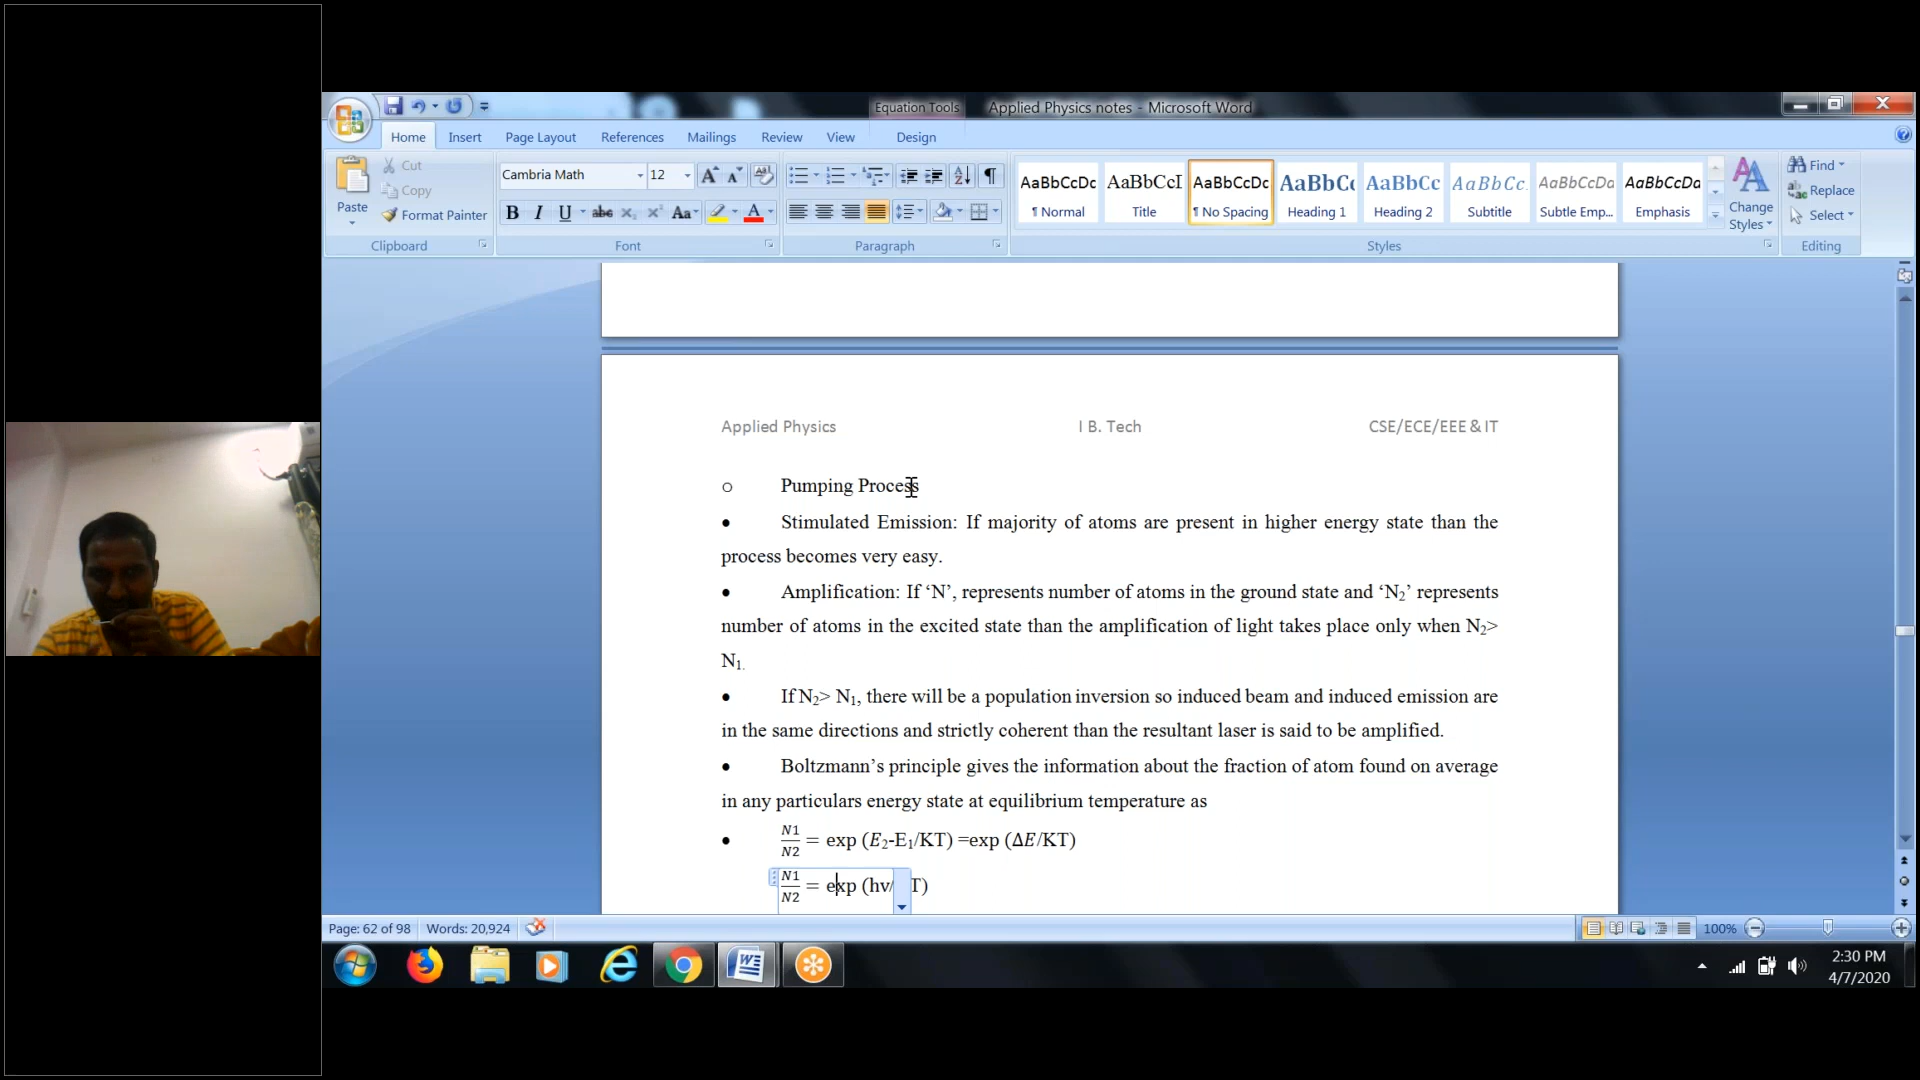 Equation Tools
Applied Physics notes - Microsoft Word
Home Insert Page Layout References Mailings Review View Design
Paste
Cut
Copy
Format Painter
Clipboard
Cambria Math 12
B I U abc x₂ x² Aa A
Font
Paragraph
AaBbCcDc AaBbCcI AaBbCcDc AaBbCc AaBbCc AaBbCc. AaBbCcDa AaBbCcDa
¶ Normal Title ¶ No Spacing Heading 1 Heading 2 Subtitle Subtle Emp... Emphasis
Change Styles
Styles
Find
Replace
Select
Editing
Applied Physics I B. Tech CSE/ECE/EEE & IT
o Pumping Process
• Stimulated Emission: If majority of atoms are present in higher energy state than the
process becomes very easy.
• Amplification: If ‘N’, represents number of atoms in the ground state and ‘N₂’ represents
number of atoms in the excited state than the amplification of light takes place only when N₂>
N₁.
• If N₂> N₁, there will be a population inversion so induced beam and induced emission are
in the same directions and strictly coherent than the resultant laser is said to be amplified.
• Boltzmann’s principle gives the information about the fraction of atom found on average
in any particulars energy state at equilibrium temperature as
• N1/N2 = exp (E₂-E₁/KT) =exp (ΔE/KT)
N1/N2 = exp (hv/ T)
Page: 62 of 98 Words: 20,924 100%
2:30 PM
4/7/2020